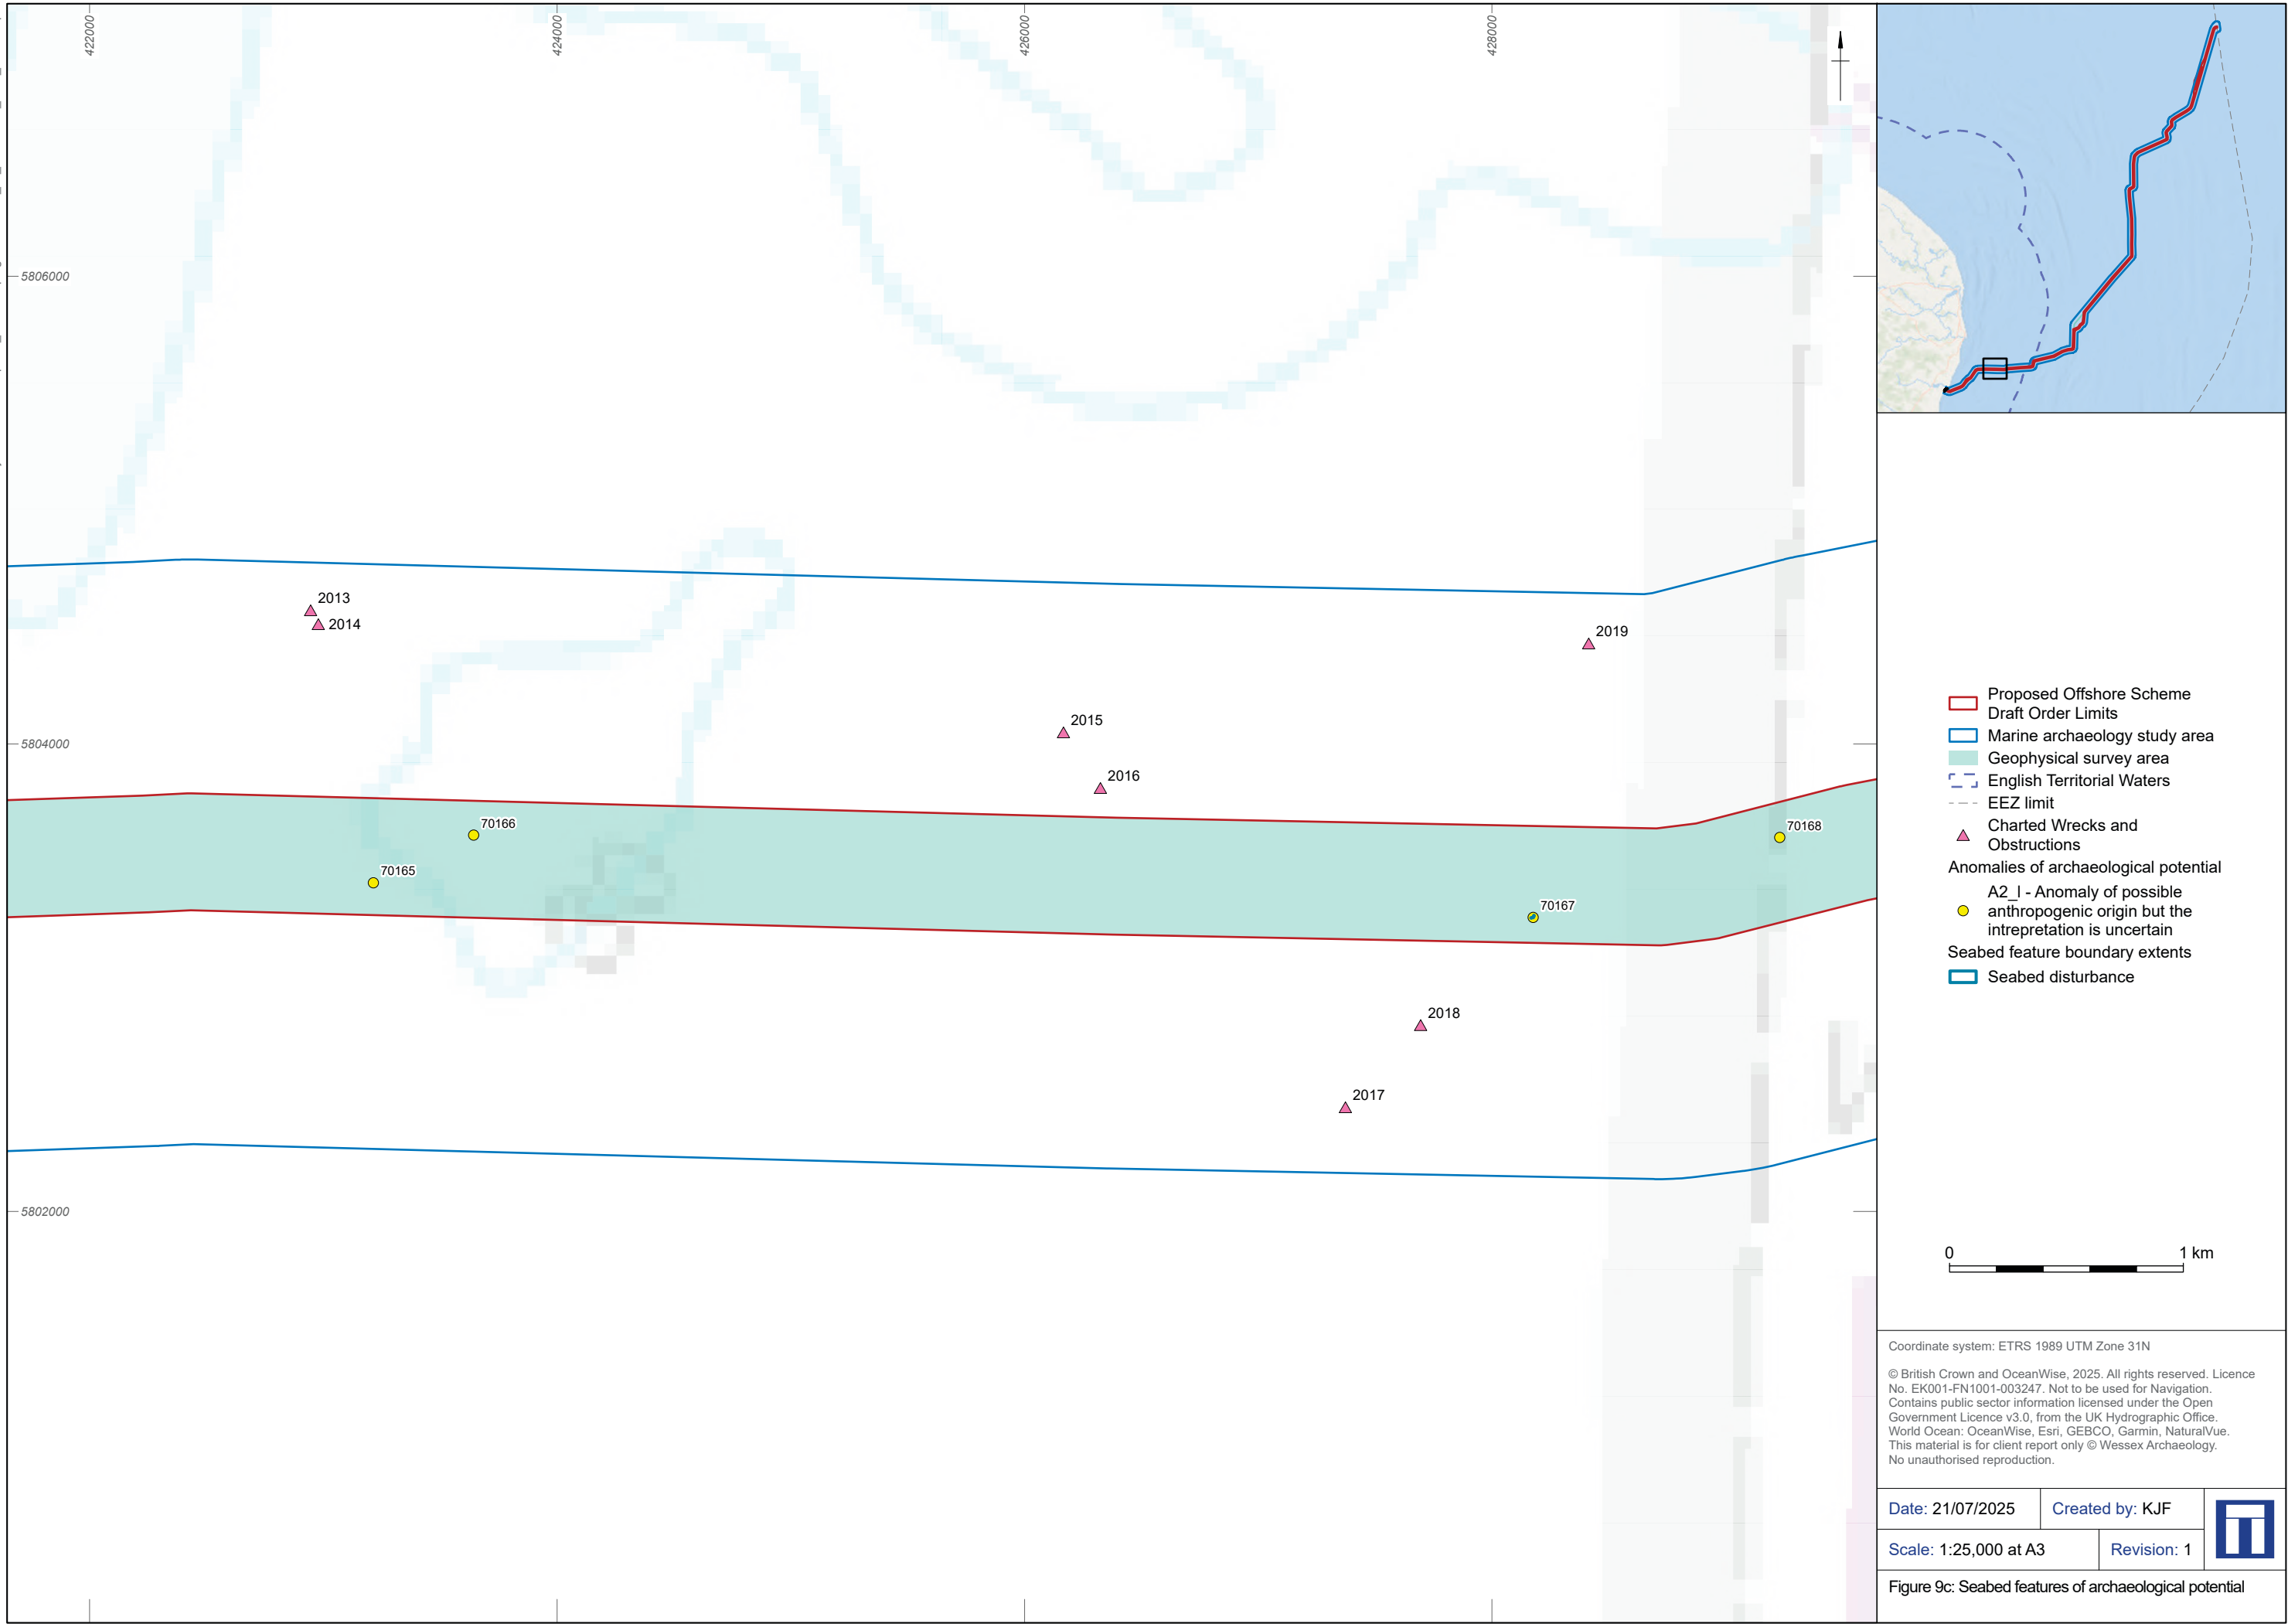 422000
424000
426000
428000
5806000
2013
2014
2019
2015
5804000
2016
70166
70168
70165
70167
2018
2017
5802000
Proposed Offshore Scheme
Draft Order Limits
Marine archaeology study area
Geophysical survey area
English Territorial Waters
EEZ limit
Charted Wrecks and
Obstructions
Anomalies of archaeological potential
A2_l - Anomaly of possible
anthropogenic origin but the
intrepretation is uncertain
Seabed feature boundary extents
Seabed disturbance
0 1 km
Coordinate system: ETRS 1989 UTM Zone 31N
© British Crown and OceanWise, 2025. All rights reserved. Licence
No. EK001-FN1001-003247. Not to be used for Navigation.
Contains public sector information licensed under the Open
Government Licence v3.0, from the UK Hydrographic Office.
World Ocean: OceanWise, Esri, GEBCO, Garmin, NaturalVue.
This material is for client report only © Wessex Archaeology.
No unauthorised reproduction.
Date: 21/07/2025 Created by: KJF
Scale: 1:25,000 at A3 Revision: 1
Figure 9c: Seabed features of archaeological potential